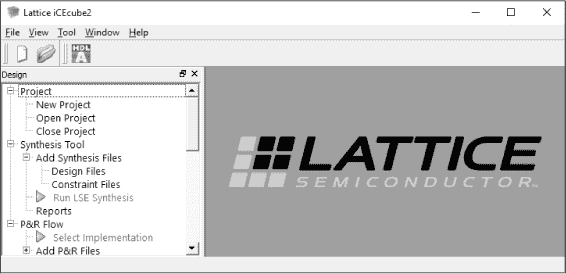 Lattice iCEcube2
File View Tool Window Help
HDL
A
Design
Project
New Project
Open Project
Close Project
Synthesis Tool
Add Synthesis Files
Design Files
Constraint Files
Run LSE Synthesis
Reports
P&R Flow
Select Implementation
Add P&R Files
LATTICE
SEMICONDUCTOR™